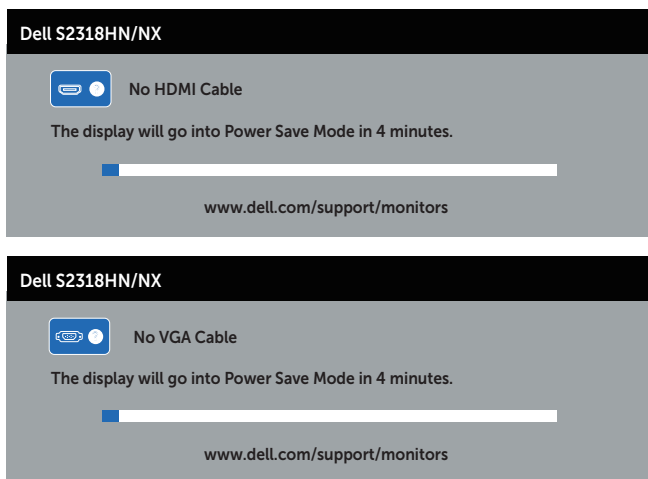 Dell S2318HN/NX
No HDMI Cable
The display will go into Power Save Mode in 4 minutes.
www.dell.com/support/monitors
Dell S2318HN/NX
No VGA Cable
The display will go into Power Save Mode in 4 minutes.
www.dell.com/support/monitors